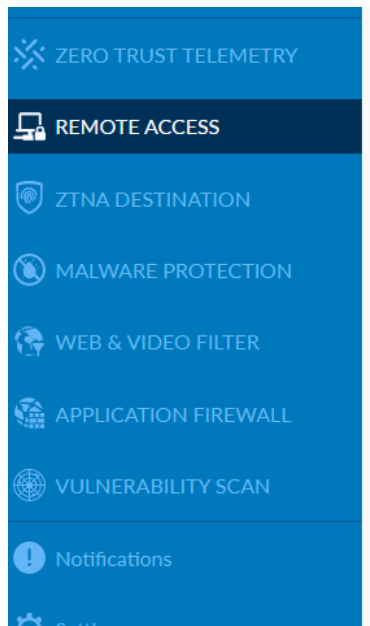 ZERO TRUST TELEMETRY
REMOTE ACCESS
ZTNA DESTINATION
MALWARE PROTECTION
WEB & VIDEO FILTER
APPLICATION FIREWALL
VULNERABILITY SCAN
Notifications